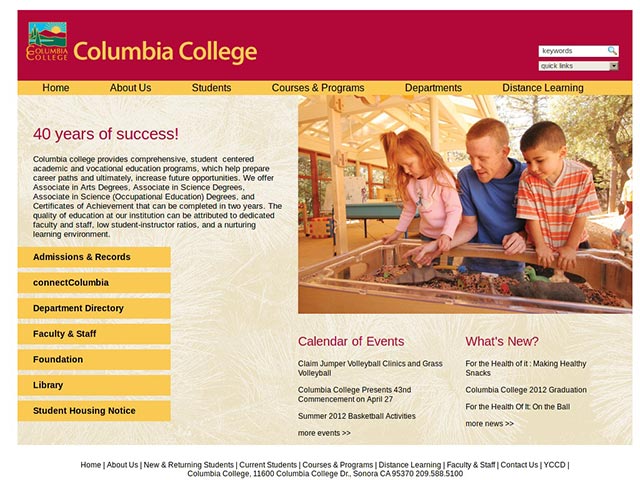 COLUMBIA
COLLEGE
Columbia College
keywords
quick links
Home About Us Students Courses & Programs Departments Distance Learning
40 years of success!
Columbia college provides comprehensive, student centered
academic and vocational education programs, which help prepare
career paths and ultimately, increase future opportunities. We offer
Associate in Arts Degrees, Associate in Science Degrees,
Associate in Science (Occupational Education) Degrees, and
Certificates of Achievement that can be completed in two years. The
quality of education at our institution can be attributed to dedicated
faculty and staff, low student-instructor ratios, and a nurturing
learning environment.
Admissions & Records
connectColumbia
Department Directory
Faculty & Staff
Foundation
Library
Student Housing Notice
Calendar of Events
Claim Jumper Volleyball Clinics and Grass
Volleyball
Columbia College Presents 43nd
Commencement on April 27
Summer 2012 Basketball Activities
more events >>
What's New?
For the Health of it : Making Healthy
Snacks
Columbia College 2012 Graduation
For the Health Of It: On the Ball
more news >>
Home | About Us | New & Returning Students | Current Students | Courses & Programs | Distance Learning | Faculty & Staff | Contact Us | YCCD |
Columbia College, 11600 Columbia College Dr., Sonora CA 95370 209.588.5100